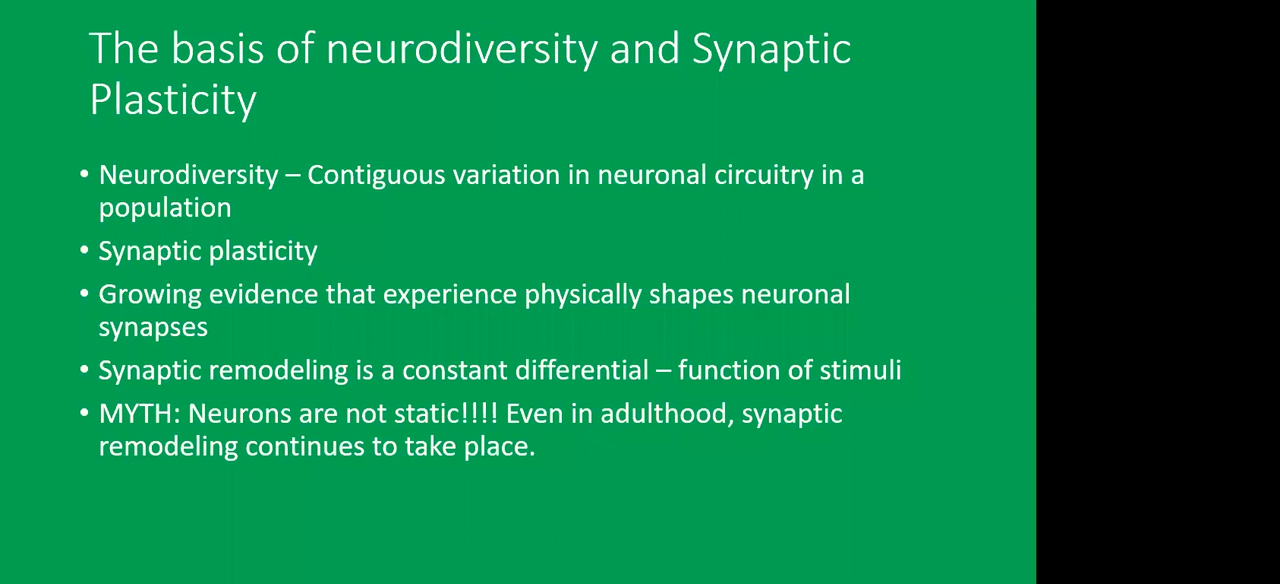 The basis of neurodiversity and Synaptic
Plasticity
• Neurodiversity – Contiguous variation in neuronal circuitry in a
population
• Synaptic plasticity
• Growing evidence that experience physically shapes neuronal
synapses
• Synaptic remodeling is a constant differential – function of stimuli
• MYTH: Neurons are not static!!!! Even in adulthood, synaptic
remodeling continues to take place.